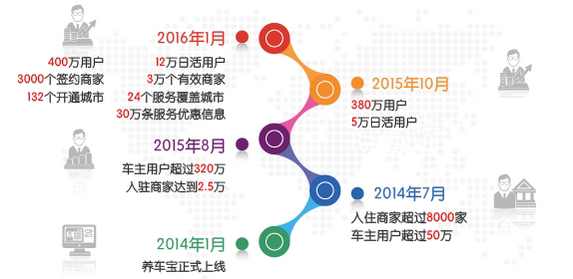 2016年1月
400万用户
3000个签约商家
132个开通城市
12万日活用户
3万个有效商家
24个服务覆盖城市
30万条服务优惠信息
2015年10月
380万用户
5万日活用户
2015年8月
车主用户超过320万
入驻商家达到2.5万
2014年7月
入住商家超过8000家
车主用户超过50万
2014年1月
养车宝正式上线